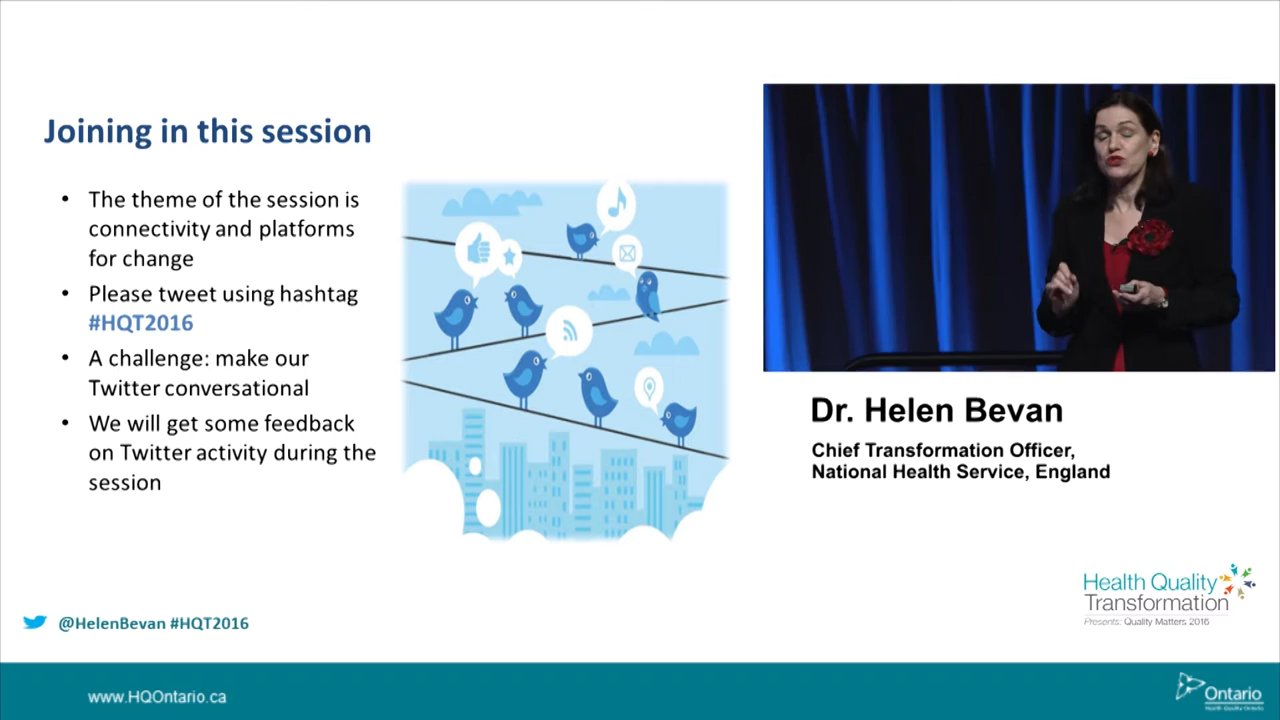 Joining in this session
• The theme of the session is
connectivity and platforms
for change
• Please tweet using hashtag
#HQT2016
• A challenge: make our
Twitter conversational
• We will get some feedback
on Twitter activity during the
session
@HelenBevan #HQT2016
Dr. Helen Bevan
Chief Transformation Officer,
National Health Service, England
Health Quality
Transformation
Presents: Quality Matters 2016
www.HQOntario.ca
Ontario
Health Quality Ontario